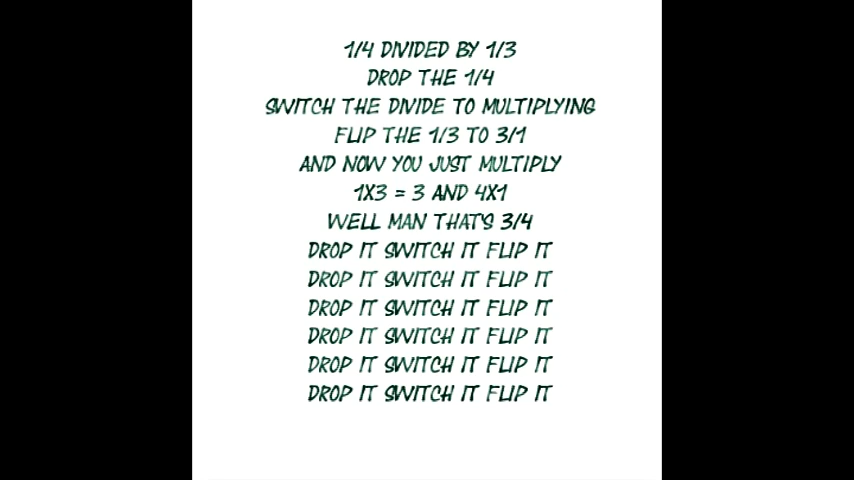 1/4 DIVIDED BY 1/3
DROP THE 1/4
SWITCH THE DIVIDE TO MULTIPLYING
FLIP THE 1/3 TO 3/1
AND NOW YOU JUST MULTIPLY
1X3 = 3 AND 4X1
WELL MAN THATS 3/4
DROP IT SWITCH IT FLIP IT
DROP IT SWITCH IT FLIP IT
DROP IT SWITCH IT FLIP IT
DROP IT SWITCH IT FLIP IT
DROP IT SWITCH IT FLIP IT
DROP IT SWITCH IT FLIP IT